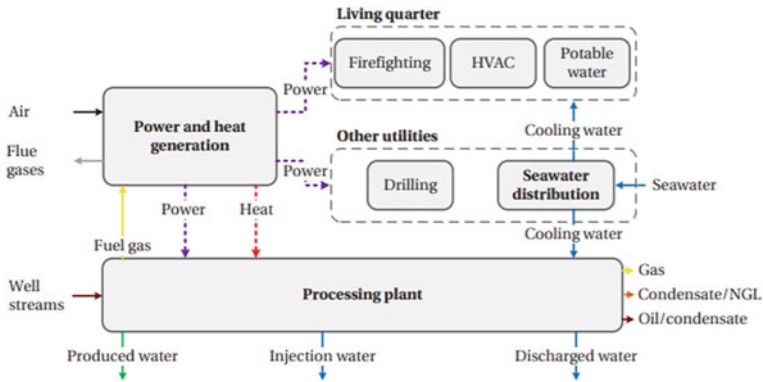 Living quarter
Firefighting
HVAC
Potable
water
Power
Air
Power and heat
generation
Cooling water
Flue
gases
Other utilities
Power
Drilling
Seawater
distribution
Seawater
Power
Heat
Cooling water
Fuel gas
Well
streams
Processing plant
Gas
Condensate/NGL
Oil/condensate
Produced water
Injection water
Discharged water